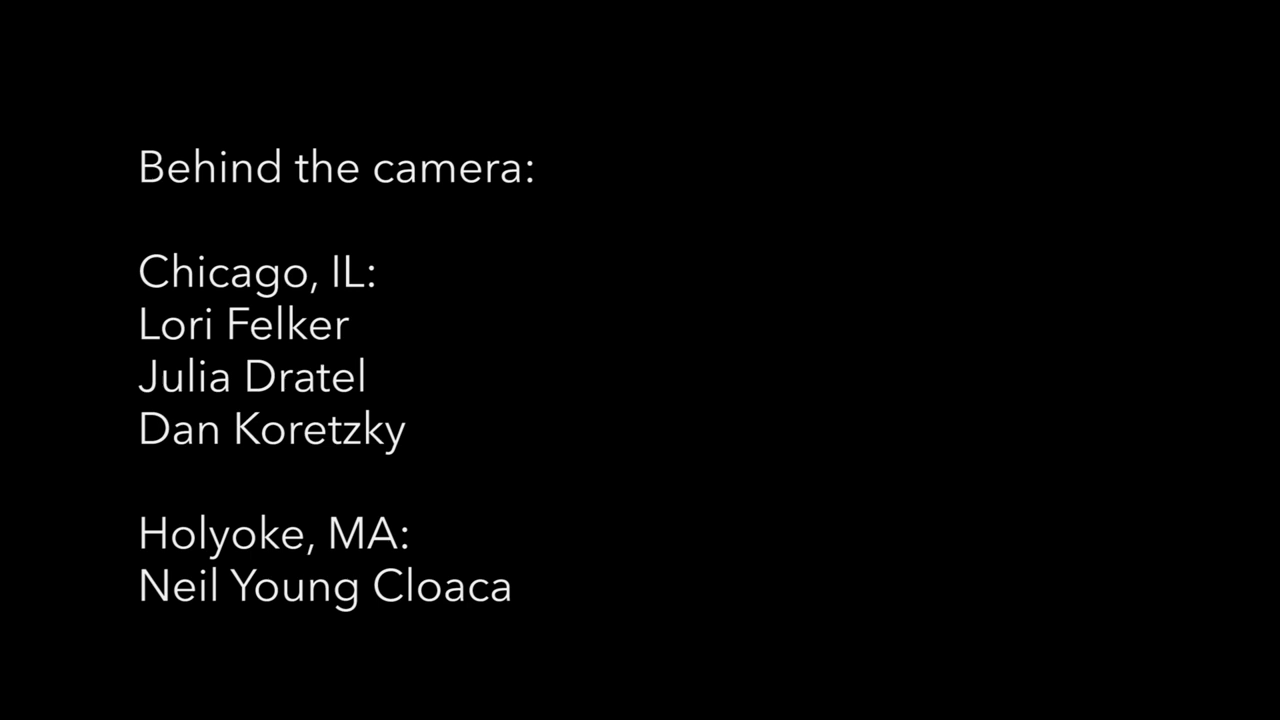 Behind the camera:
Chicago, IL:
Lori Felker
Julia Dratel
Dan Koretzky
Holyoke, MA:
Neil Young Cloaca